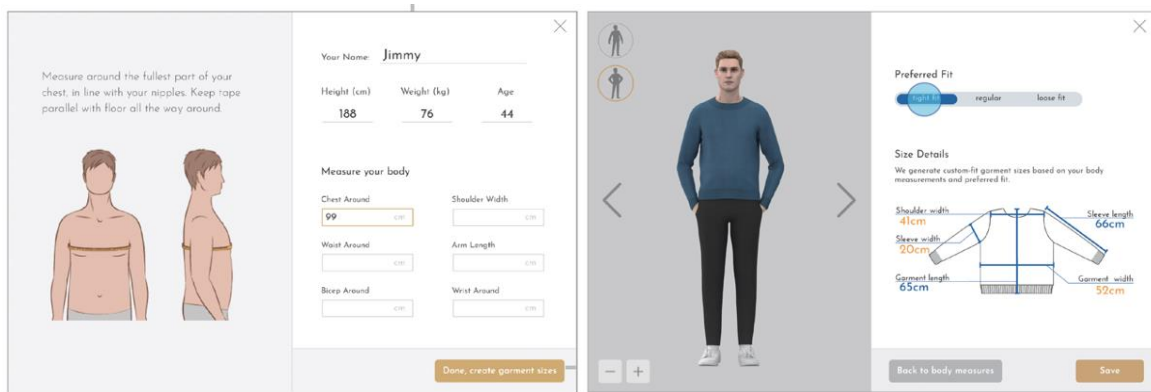 Measure around the fullest part of your
chest, in line with your nipples. Keep tape
parallel with floor all the way around.
Your Name: Jimmy
Height (cm) Weight (kg) Age
188 76 44
Measure your body
Chest Around Shoulder Width
99 cm cm
Waist Around Arm Length
cm cm
Bicep Around Wrist Around
cm cm
Done, create garment sizes
Preferred Fit
tight fit regular loose fit
Size Details
We generate custom-fit garment sizes based on your body
measurements and preferred fit.
Shoulder width
41cm
Sleeve length
66cm
Sleeve width
20cm
Garment length
65cm
Garment width
52cm
Back to body measures Save